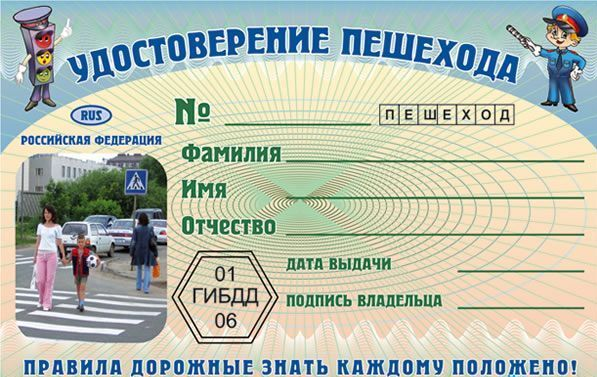 УДОСТОВЕРЕНИЕ ПЕШЕХОДА
RUS
РОССИЙСКАЯ ФЕДЕРАЦИЯ
№
ПЕШЕХОД
Фамилия
Имя
Отчество
ДАТА ВЫДАЧИ
ПОДПИСЬ ВЛАДЕЛЬЦА
01
ГИБДД
06
ПРАВИЛА ДОРОЖНЫЕ ЗНАТЬ КАЖДОМУ ПОЛОЖЕНО!